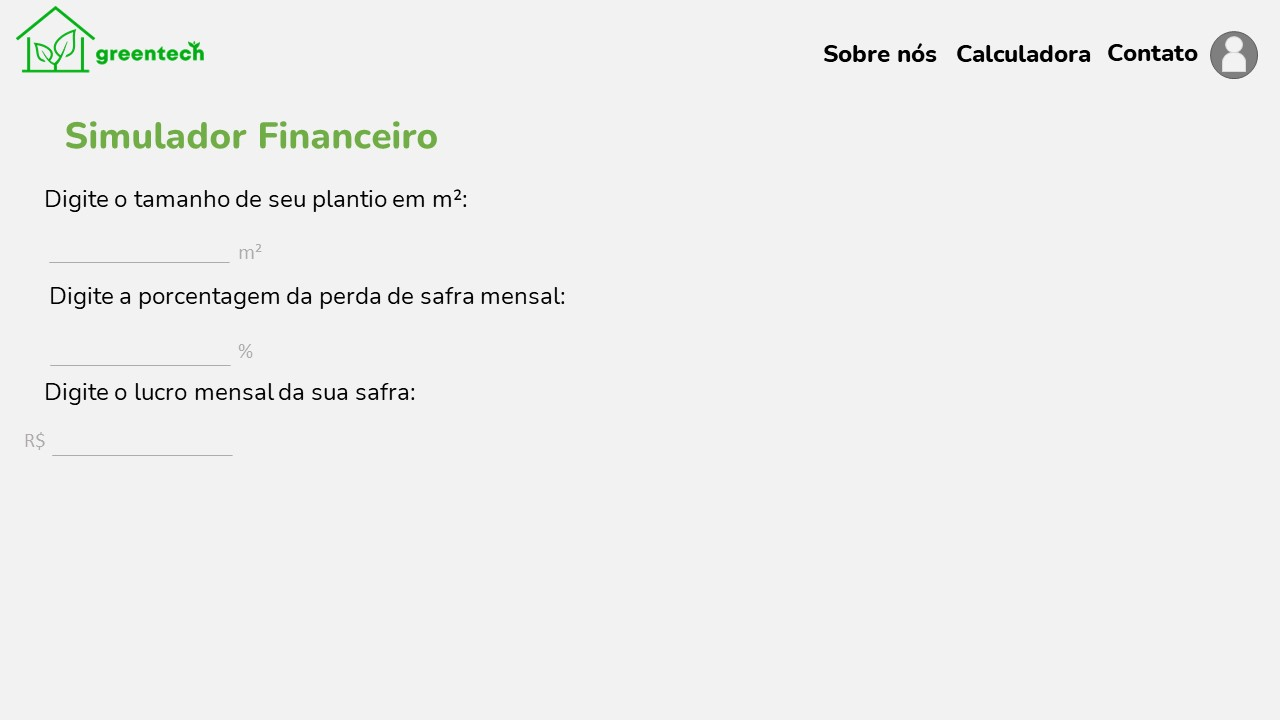 greentech
Sobre nós Calculadora Contato
Simulador Financeiro
Digite o tamanho de seu plantio em m²:
m²
Digite a porcentagem da perda de safra mensal:
%
Digite o lucro mensal da sua safra:
R$